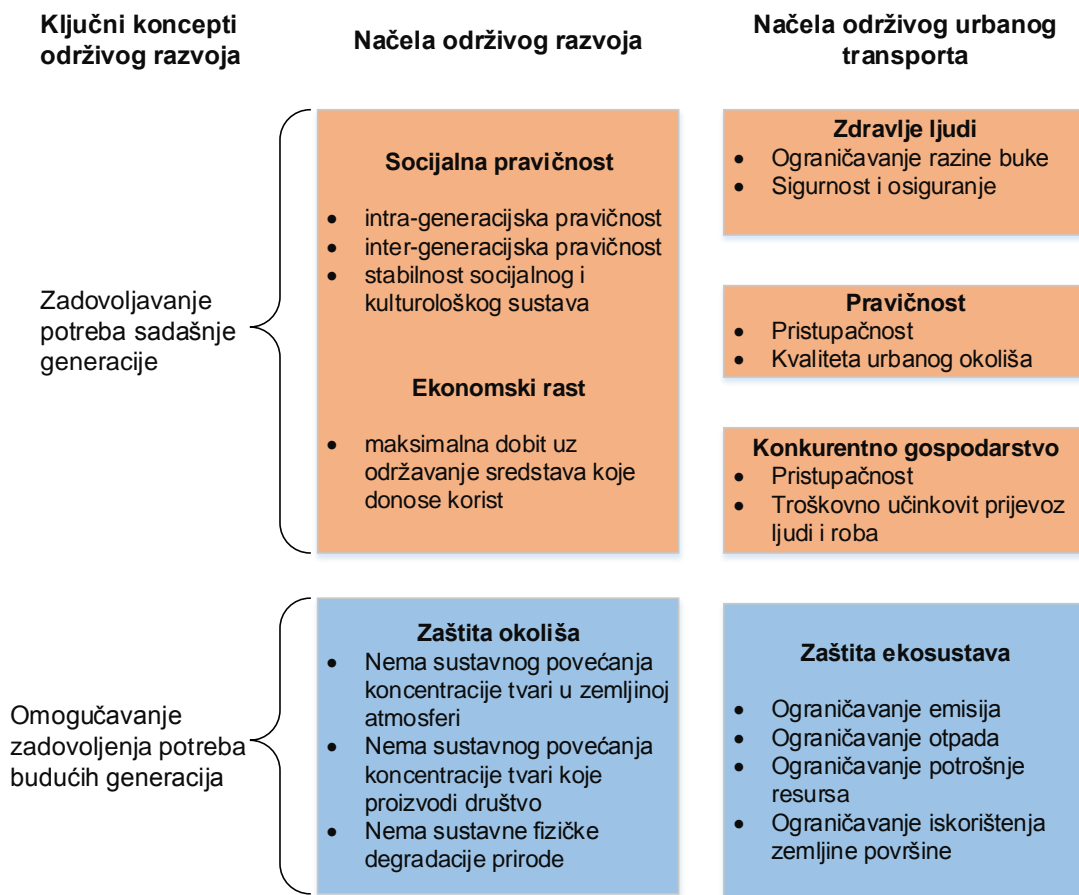 Ključni koncepti
održivog razvoja
Načela održivog razvoja
Načela održivog urbanog
transporta
Zadovoljavanje
potreba sadašnje
generacije
Socijalna pravičnost
• intra-generacijska pravičnost
• inter-generacijska pravičnost
• stabilnost socijalnog i
kulturološkog sustava
Ekonomski rast
• maksimalna dobit uz
održavanje sredstava koje
donose korist
Zdravlje ljudi
• Ograničavanje razine buke
• Sigurnost i osiguranje
Pravičnost
• Pristupačnost
• Kvaliteta urbanog okoliša
Konkurentno gospodarstvo
• Pristupačnost
• Troškovno učinkovit prijevoz
ljudi i roba
Omogučavanje
zadovoljenja potreba
budućih generacija
Zaštita okoliša
• Nema sustavnog povećanja
koncentracije tvari u zemljinoj
atmosferi
• Nema sustavnog povećanja
koncentracije tvari koje
proizvodi društvo
• Nema sustavne fizičke
degradacije prirode
Zaštita ekosustava
• Ograničavanje emisija
• Ograničavanje otpada
• Ograničavanje potrošnje
resursa
• Ograničavanje iskorištenja
zemljine površine